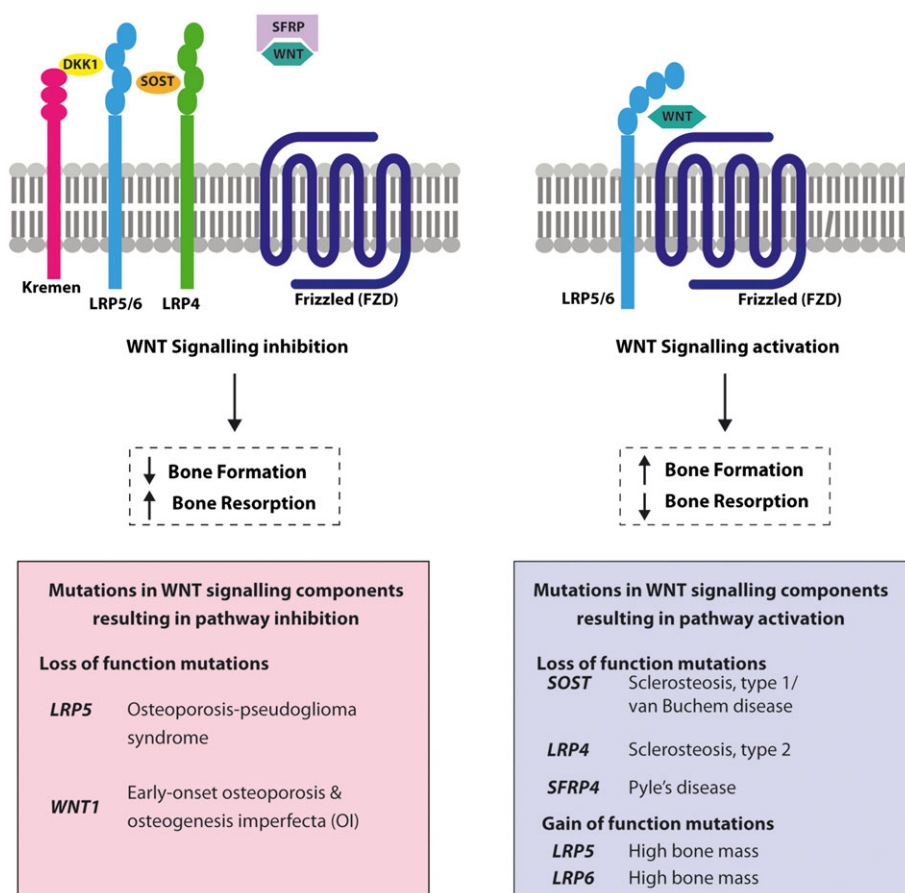 SFRP
WNT
DKK1
SOST
Kremen
LRP5/6
LRP4
Frizzled (FZD)
WNT Signalling inhibition
Bone Formation
Bone Resorption
Mutations in WNT signalling components
resulting in pathway inhibition
Loss of function mutations
LRP5 Osteoporosis-pseudoglioma
syndrome
WNT1 Early-onset osteoporosis &
osteogenesis imperfecta (OI)
WNT
LRP5/6
Frizzled (FZD)
WNT Signalling activation
Bone Formation
Bone Resorption
Mutations in WNT signalling components
resulting in pathway activation
Loss of function mutations
SOST Sclerosteosis, type 1/
van Buchem disease
LRP4 Sclerosteosis, type 2
SFRP4 Pyle's disease
Gain of function mutations
LRP5 High bone mass
LRP6 High bone mass